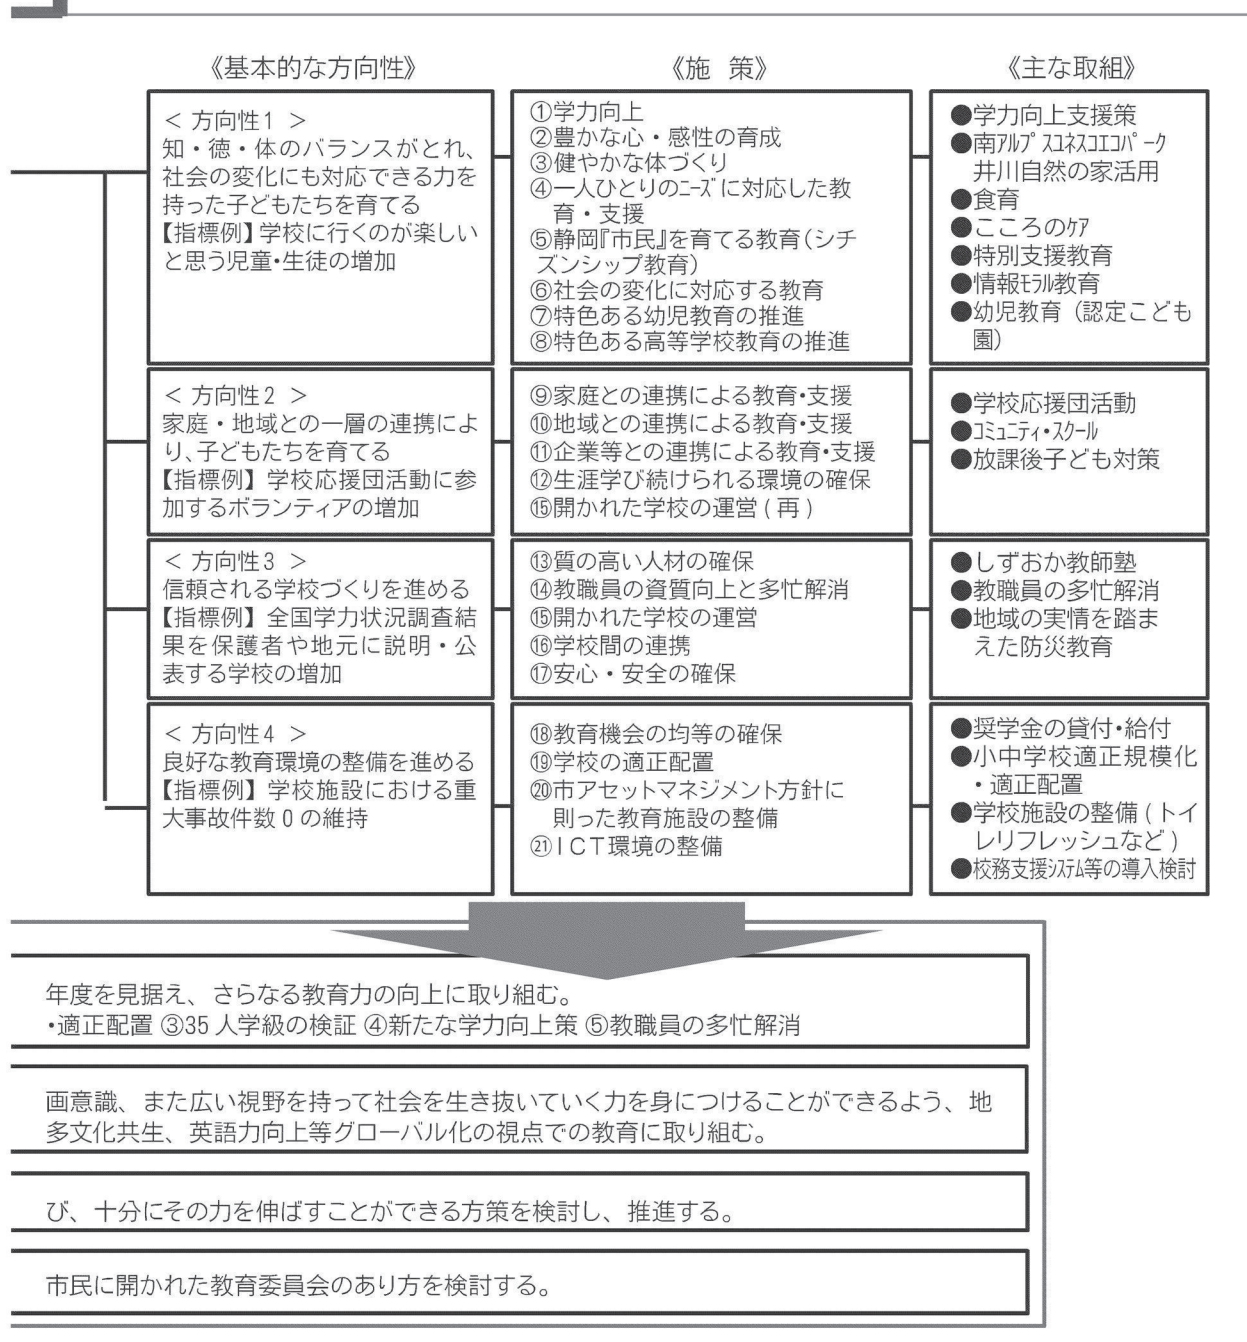 《基本的な方向性》
《施 策》
《主な取組》
＜ 方向性1 ＞
知・徳・体のバランスがとれ、
社会の変化にも対応できる力を
持った子どもたちを育てる
【指標例】学校に行くのが楽しい
と思う児童・生徒の増加
①学力向上
②豊かな心・感性の育成
③健やかな体づくり
④一人ひとりのニーズに対応した教
育・支援
⑤静岡『市民』を育てる教育(シチ
ズンシップ教育)
⑥社会の変化に対応する教育
⑦特色ある幼児教育の推進
⑧特色ある高等学校教育の推進
●学力向上支援策
●南アルプスユネスコエコパーク
井川自然の家活用
●食育
●こころのケア
●特別支援教育
●情報モラル教育
●幼児教育（認定こども
園）
＜ 方向性2 ＞
家庭・地域との一層の連携によ
り、子どもたちを育てる
【指標例】学校応援団活動に参
加するボランティアの増加
⑨家庭との連携による教育・支援
⑩地域との連携による教育・支援
⑪企業等との連携による教育・支援
⑫生涯学び続けられる環境の確保
⑮開かれた学校の運営(再)
●学校応援団活動
●コミュニティ・スクール
●放課後子ども対策
＜ 方向性3 ＞
信頼される学校づくりを進める
【指標例】全国学力状況調査結
果を保護者や地元に説明・公
表する学校の増加
⑬質の高い人材の確保
⑭教職員の資質向上と多忙解消
⑮開かれた学校の運営
⑯学校間の連携
⑰安心・安全の確保
●しずおか教師塾
●教職員の多忙解消
●地域の実情を踏ま
えた防災教育
＜ 方向性4 ＞
良好な教育環境の整備を進める
【指標例】学校施設における重
大事故件数0の維持
⑱教育機会の均等の確保
⑲学校の適正配置
⑳市アセットマネジメント方針に
則った教育施設の整備
㉑ICT環境の整備
●奨学金の貸付・給付
●小中学校適正規模化
・適正配置
●学校施設の整備(トイ
レリフレッシュなど)
●校務支援システム等の導入検討
年度を見据え、さらなる教育力の向上に取り組む。
・適正配置 ③35人学級の検証 ④新たな学力向上策 ⑤教職員の多忙解消
画意識、また広い視野を持って社会を生き抜いていく力を身につけることができるよう、地
多文化共生、英語力向上等グローバル化の視点での教育に取り組む。
び、十分にその力を伸ばすことができる方策を検討し、推進する。
市民に開かれた教育委員会のあり方を検討する。